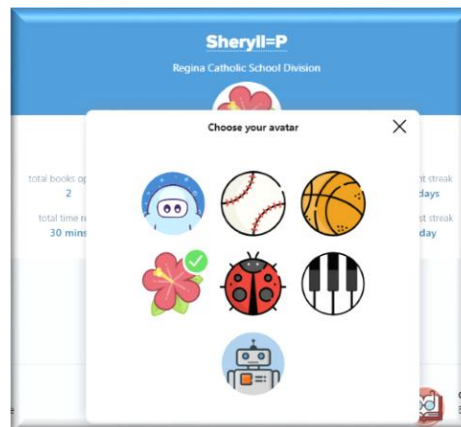 Sheryll=P
Regina Catholic School Division
Choose your avatar
total books op
2
nt streak
days
total time re
30 mins
st streak
day